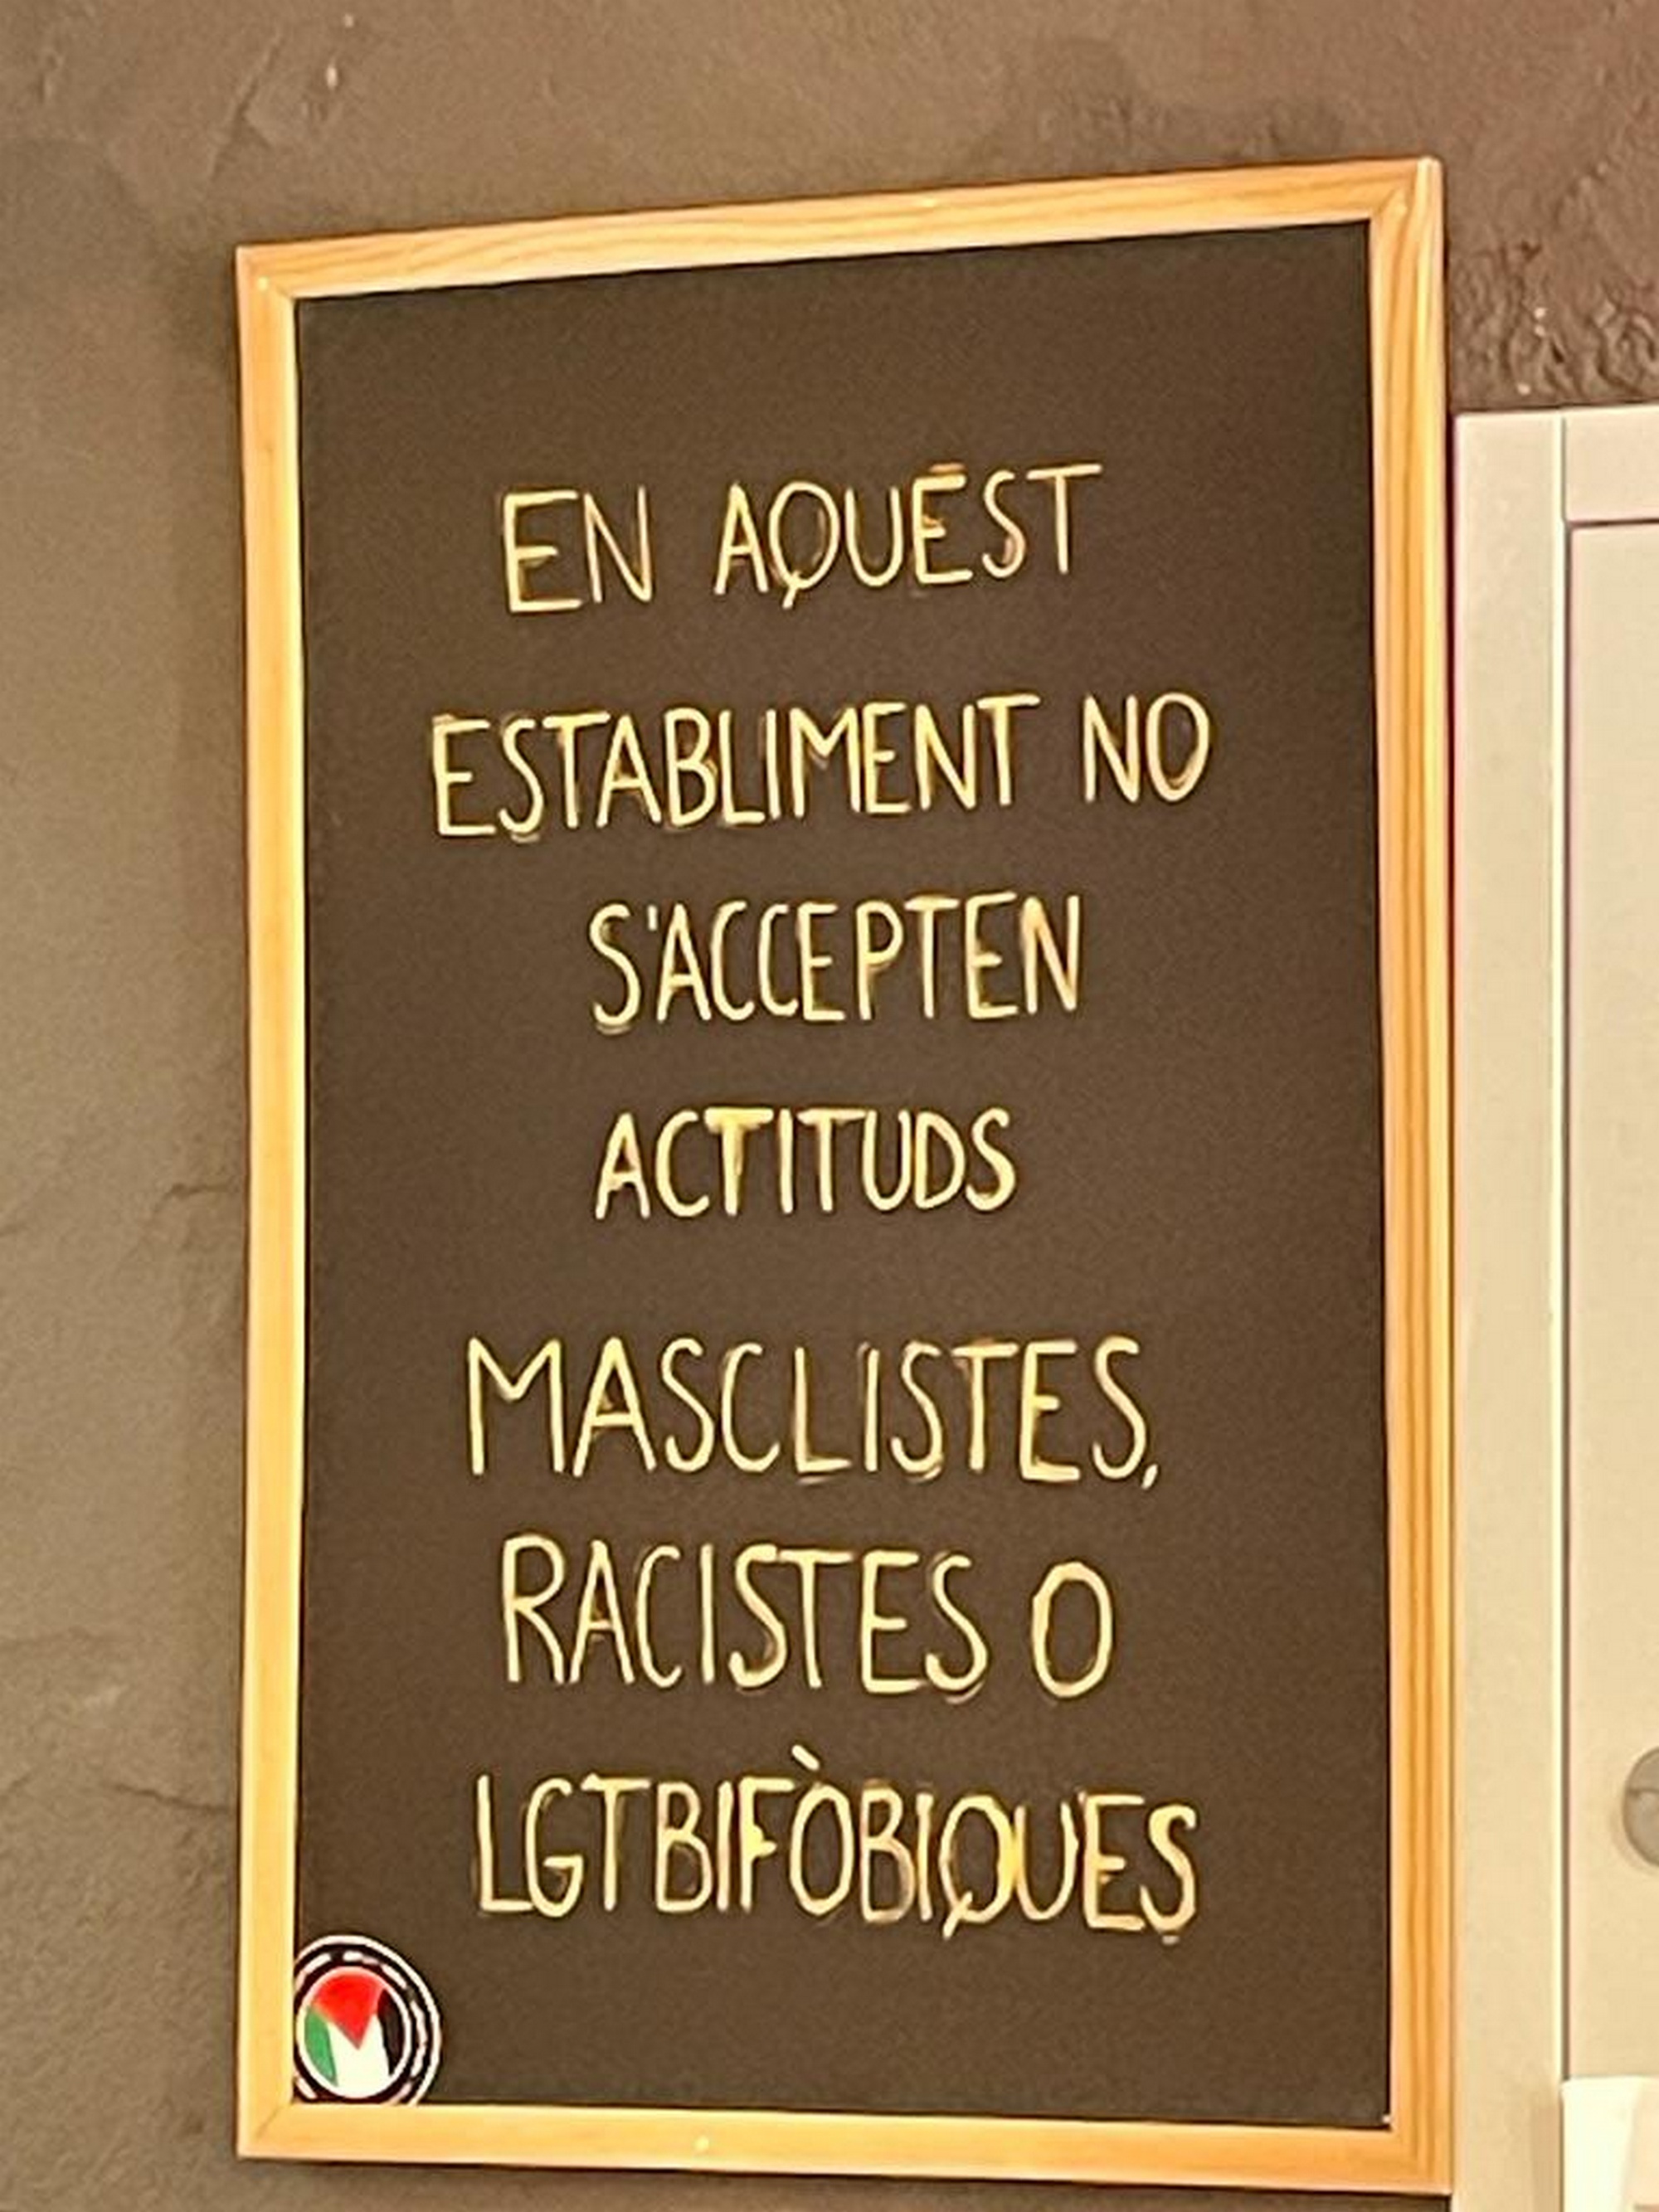 EN AQUEST
ESTABLIMENT NO
S'ACCEPTEN
ACTITUDS
MASCLISTES,
RACISTES O
LGTBIFÒBIQUES